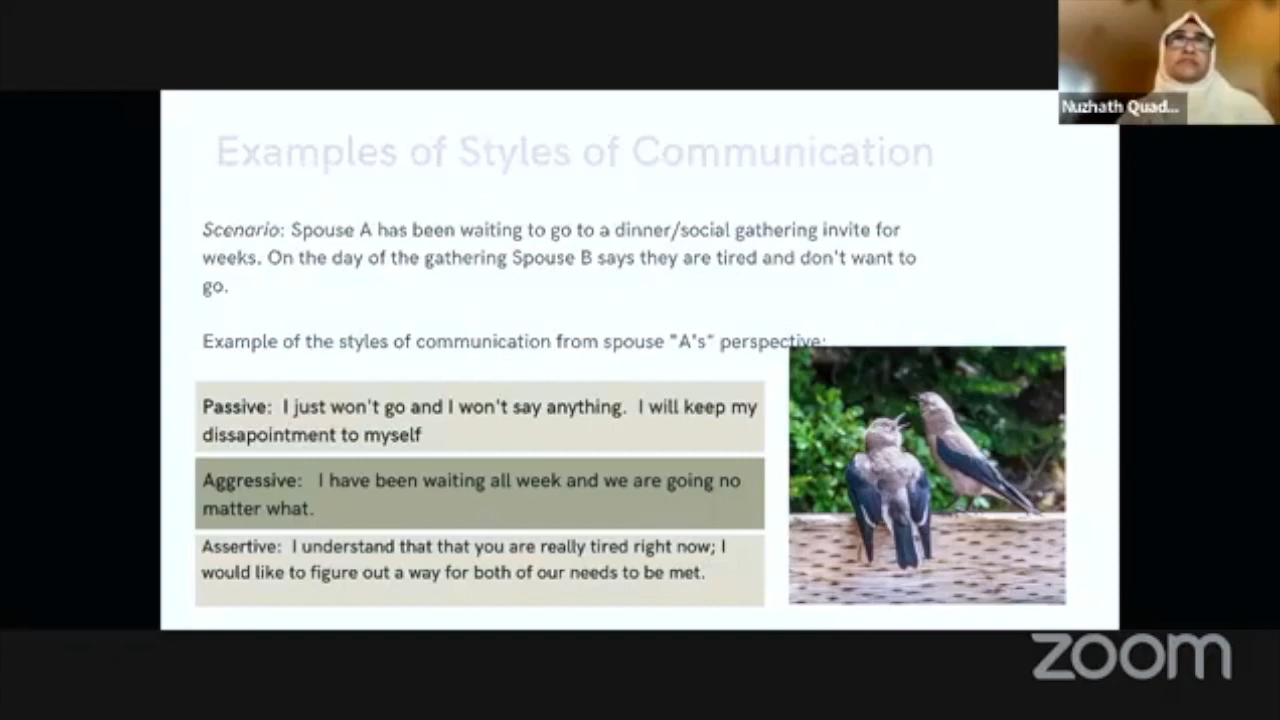 Nuzhath Quad...
Examples of Styles of Communication
Scenario: Spouse A has been waiting to go to a dinner/social gathering invite for
weeks. On the day of the gathering Spouse B says they are tired and don't want to
go.
Example of the styles of communication from spouse "A's" perspective:
Passive: I just won't go and I won't say anything. I will keep my
dissapointment to myself
Aggressive: I have been waiting all week and we are going no
matter what.
Assertive: I understand that that you are really tired right now; I
would like to figure out a way for both of our needs to be met.
zoom